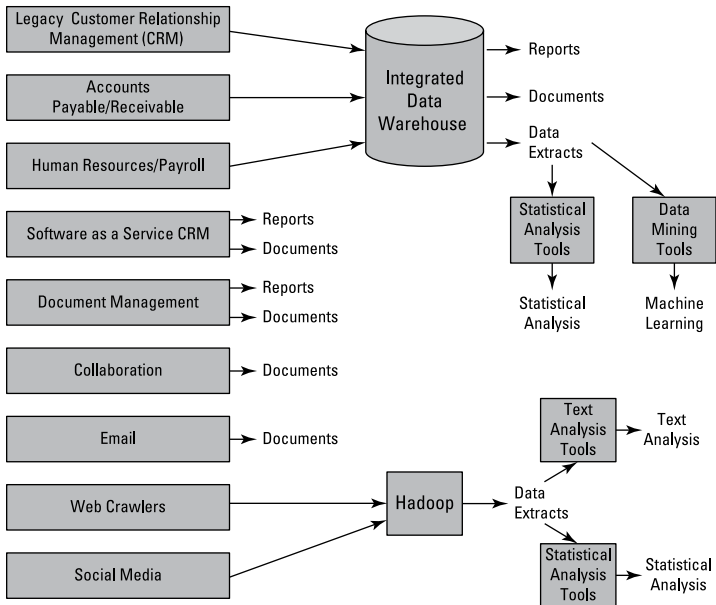 Legacy Customer Relationship
Management (CRM)
Accounts
Payable/Receivable
Human Resources/Payroll
Integrated
Data
Warehouse
Reports
Documents
Data
Extracts
Statistical
Analysis
Tools
Data
Mining
Tools
Statistical
Analysis
Machine
Learning
Software as a Service CRM
Reports
Documents
Document Management
Reports
Documents
Collaboration
Documents
Email
Documents
Web Crawlers
Social Media
Hadoop
Data
Extracts
Text
Analysis
Tools
Text
Analysis
Statistical
Analysis
Tools
Statistical
Analysis